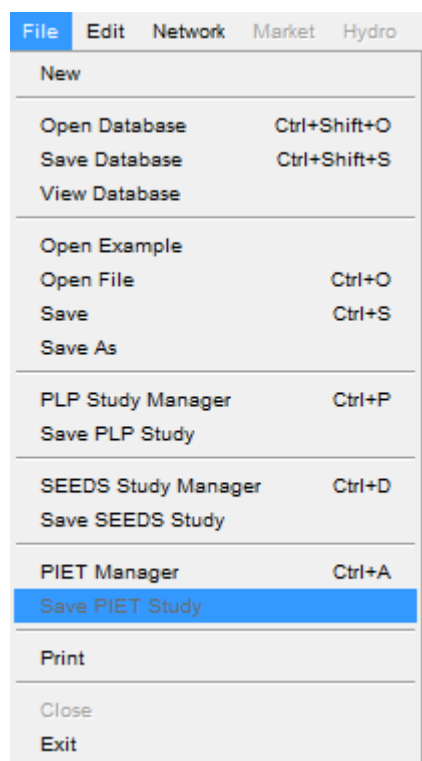 File Edit Network Market Hydro
New
Open Database Ctrl+Shift+O
Save Database Ctrl+Shift+S
View Database
Open Example
Open File Ctrl+O
Save Ctrl+S
Save As
PLP Study Manager Ctrl+P
Save PLP Study
SEEDS Study Manager Ctrl+D
Save SEEDS Study
PIET Manager Ctrl+A
Save PIET Study
Print
Close
Exit